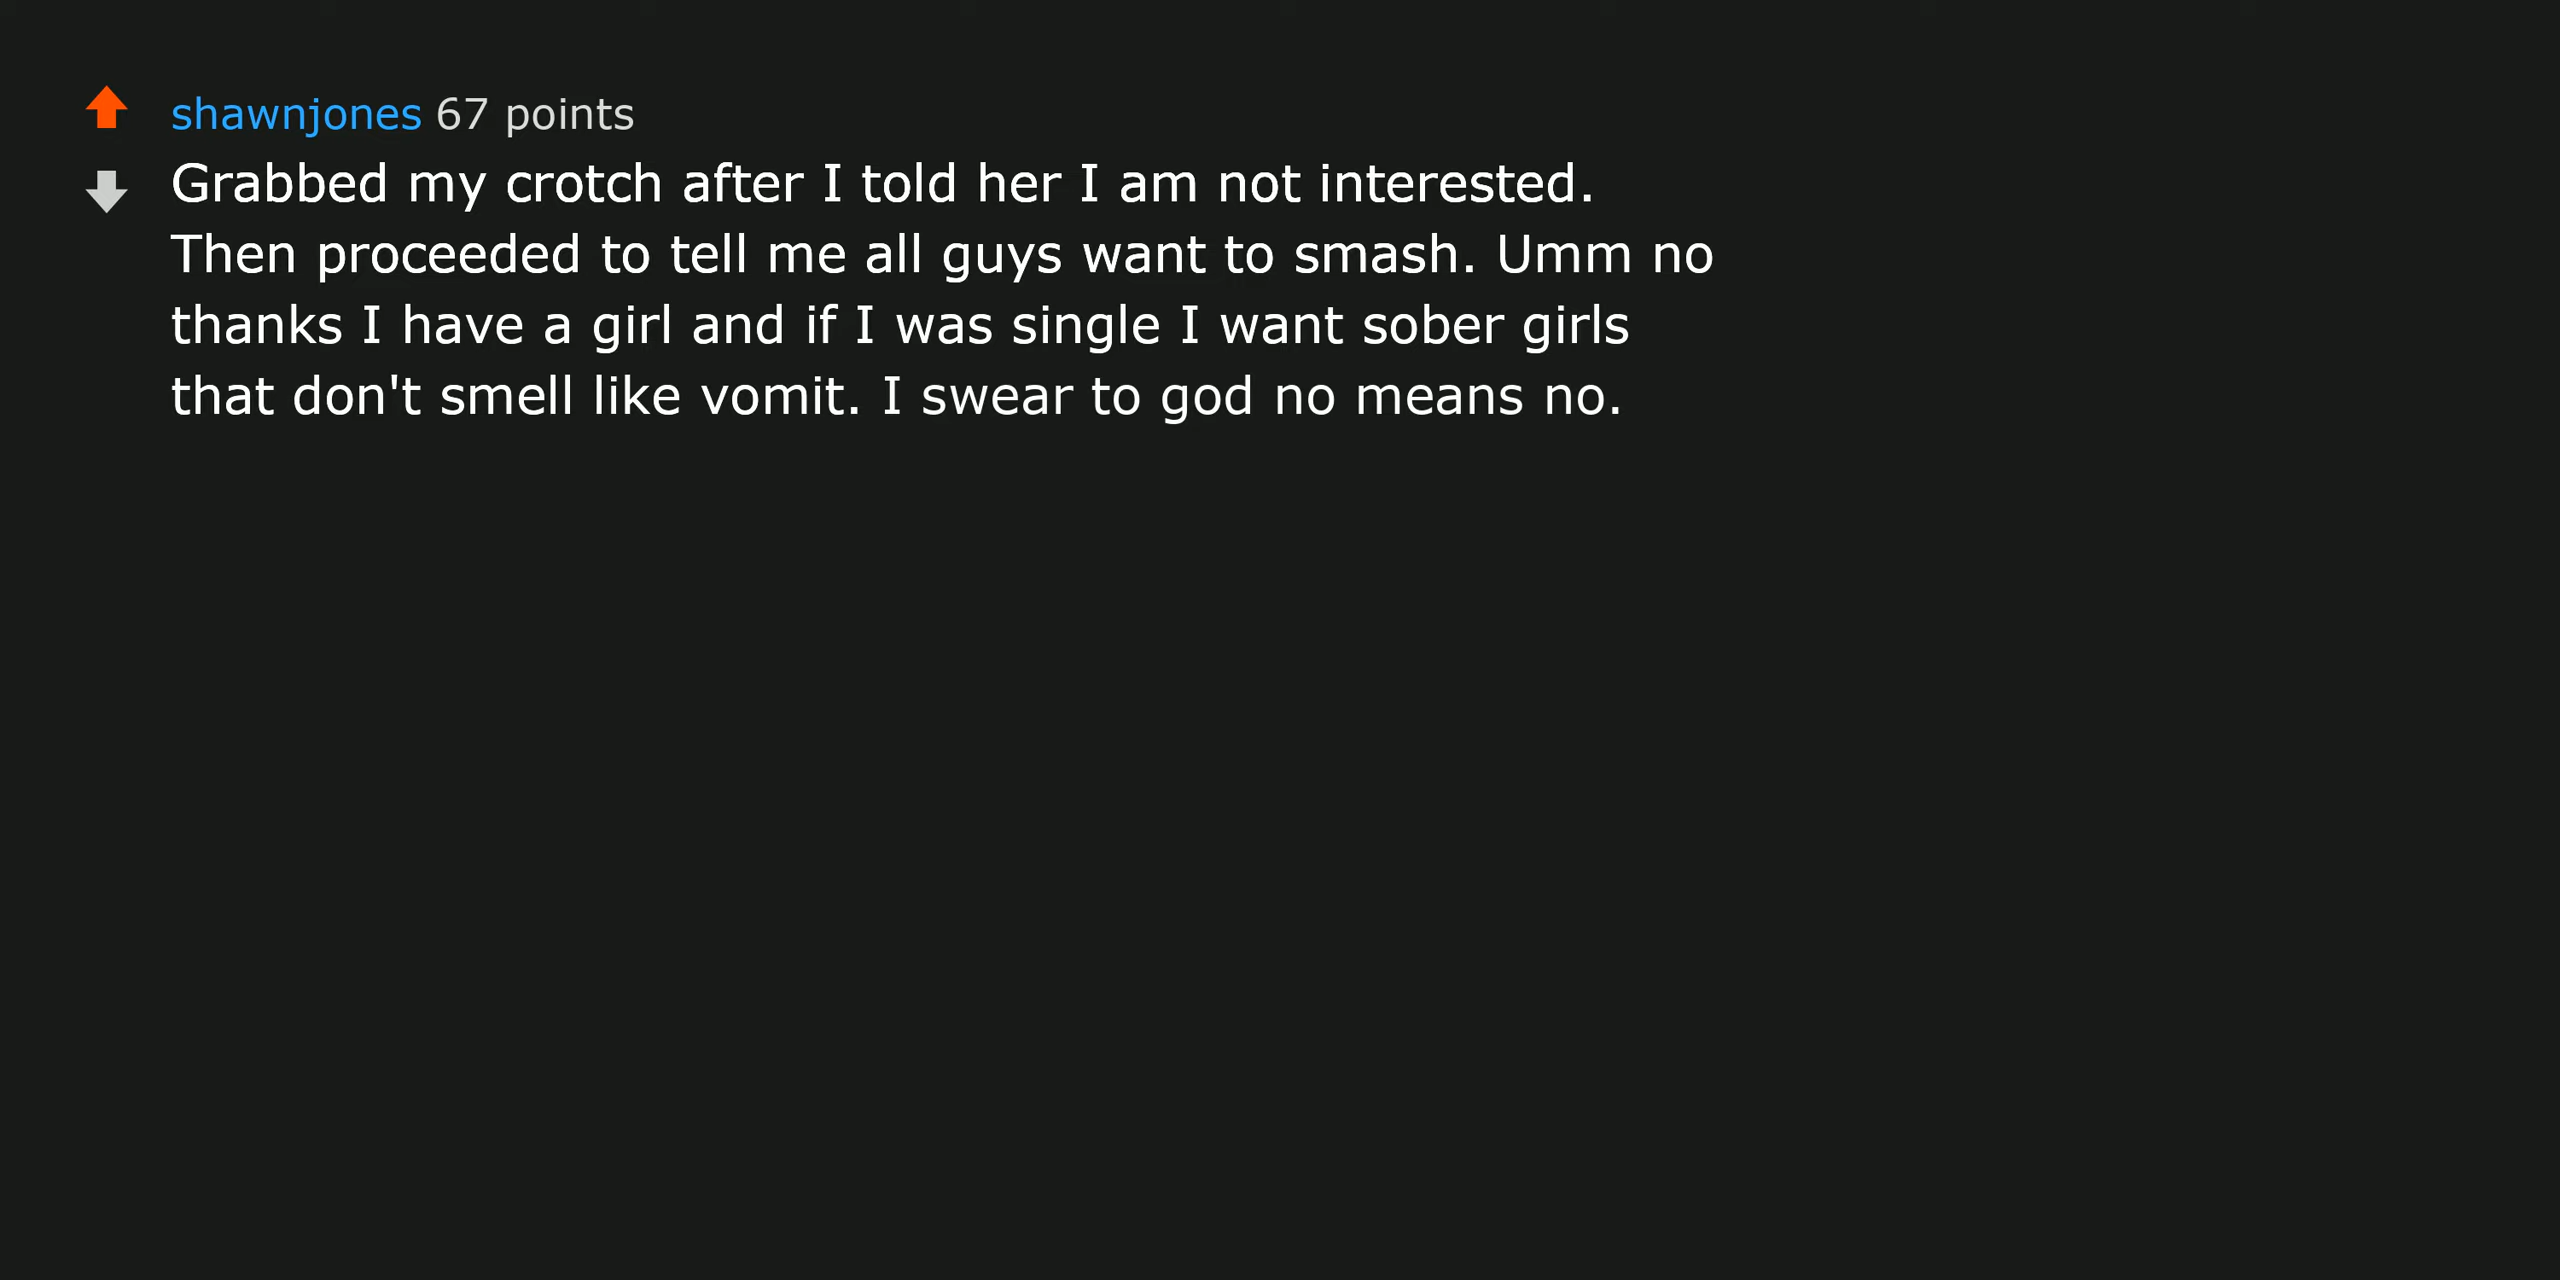 shawnjones 67 points
Grabbed my crotch after I told her I am not interested.
Then proceeded to tell me all guys want to smash. Umm no
thanks I have a girl and if I was single I want sober girls
that don't smell like vomit. I swear to god no means no.